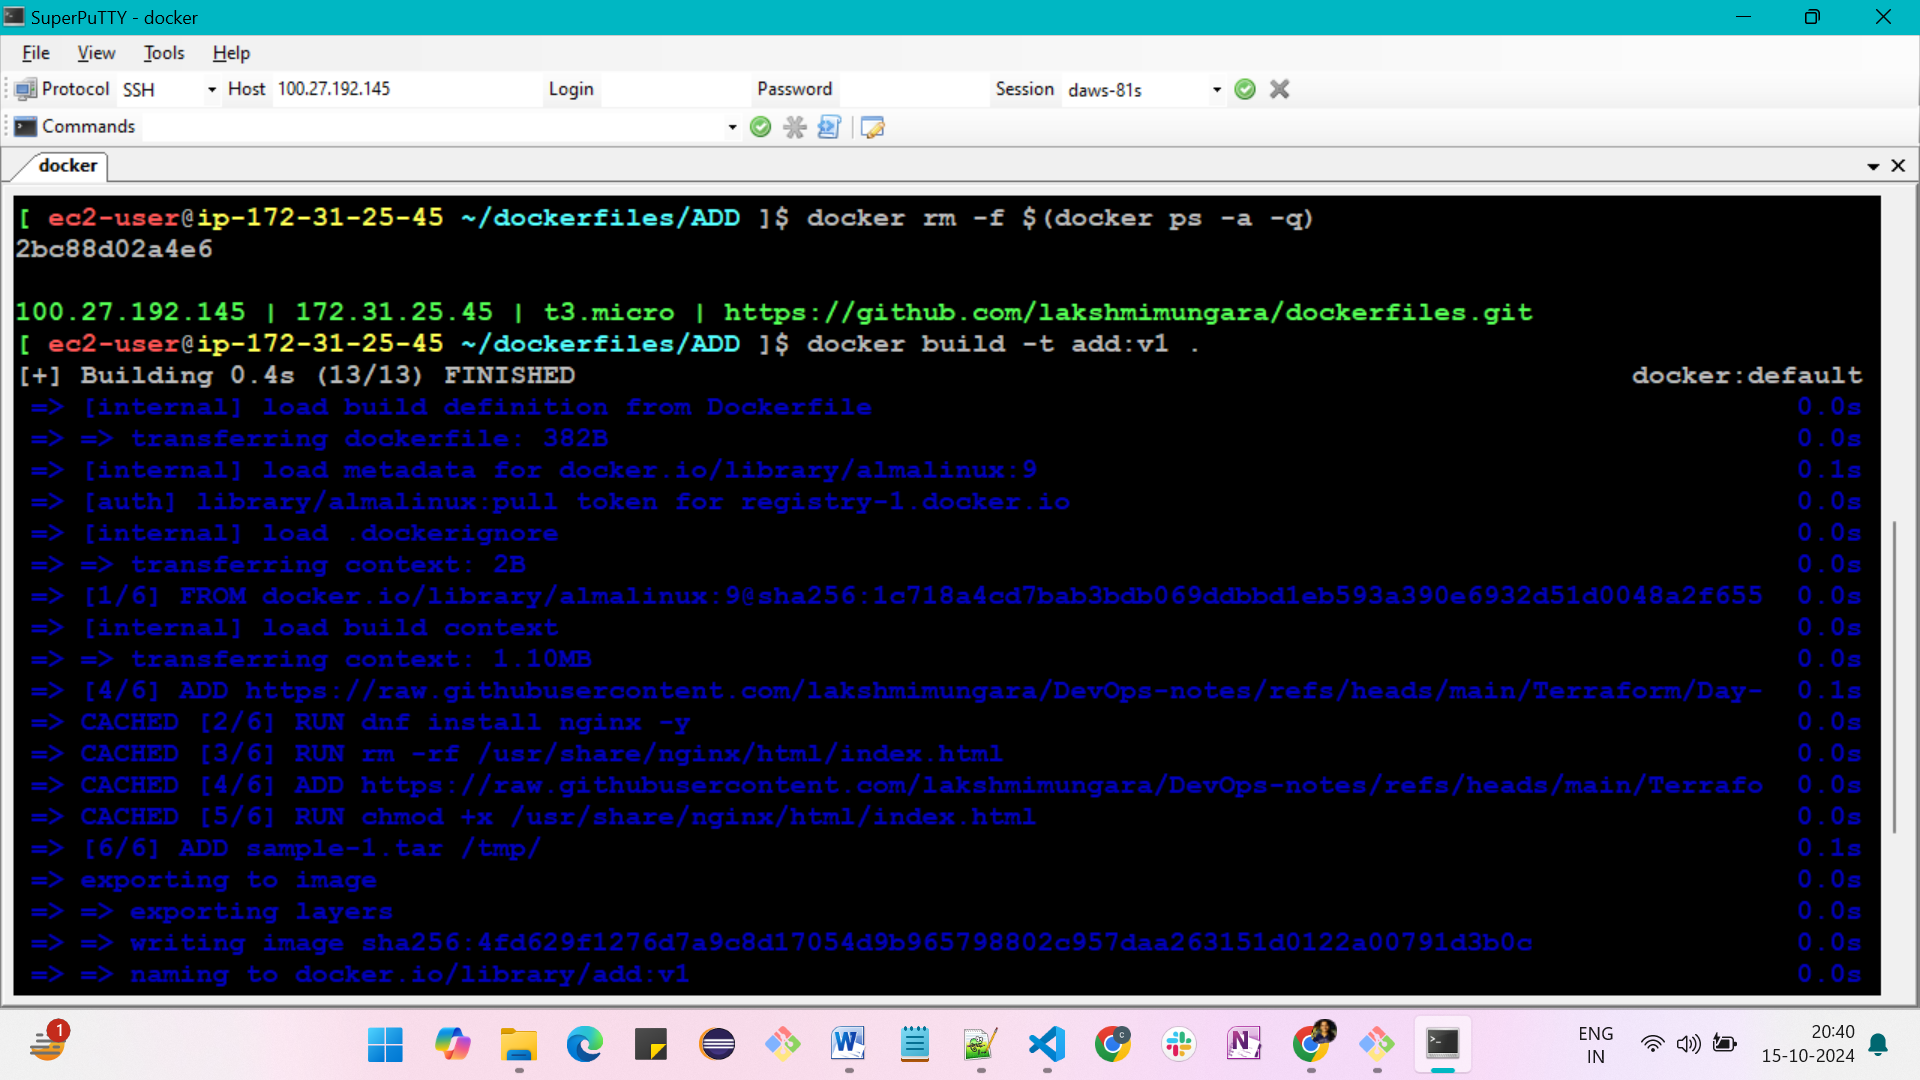 SuperPuTTY - docker
File View Tools Help
Protocol SSH Host 100.27.192.145 Login Password Session daws-81s
Commands
docker
[ ec2-user@ip-172-31-25-45 ~/dockerfiles/ADD ]$ docker rm -f $(docker ps -a -q)
2bc88d02a4e6
100.27.192.145 | 172.31.25.45 | t3.micro | https://github.com/lakshmimungara/dockerfiles.git
[ ec2-user@ip-172-31-25-45 ~/dockerfiles/ADD ]$ docker build -t add:v1 .
[+] Building 0.4s (13/13) FINISHED docker:default
=> [internal] load build definition from Dockerfile 0.0s
=> => transferring dockerfile: 382B 0.0s
=> [internal] load metadata for docker.io/library/almalinux:9 0.1s
=> [auth] library/almalinux:pull token for registry-1.docker.io 0.0s
=> [internal] load .dockerignore 0.0s
=> => transferring context: 2B 0.0s
=> [1/6] FROM docker.io/library/almalinux:9@sha256:1c718a4cd7bab3bdb069ddbbd1eb593a390e6932d51d0048a2f655 0.0s
=> [internal] load build context 0.0s
=> => transferring context: 1.10MB 0.0s
=> [4/6] ADD https://raw.githubusercontent.com/lakshmimungara/DevOps-notes/refs/heads/main/Terraform/Day- 0.1s
=> CACHED [2/6] RUN dnf install nginx -y 0.0s
=> CACHED [3/6] RUN rm -rf /usr/share/nginx/html/index.html 0.0s
=> CACHED [4/6] ADD https://raw.githubusercontent.com/lakshmimungara/DevOps-notes/refs/heads/main/Terrafo 0.0s
=> CACHED [5/6] RUN chmod +x /usr/share/nginx/html/index.html 0.0s
=> [6/6] ADD sample-1.tar /tmp/ 0.1s
=> exporting to image 0.0s
=> => exporting layers 0.0s
=> => writing image sha256:4fd629f1276d7a9c8d17054d9b965798802c957daa263151d0122a00791d3b0c 0.0s
=> => naming to docker.io/library/add:v1 0.0s
1
ENG
IN
20:40
15-10-2024